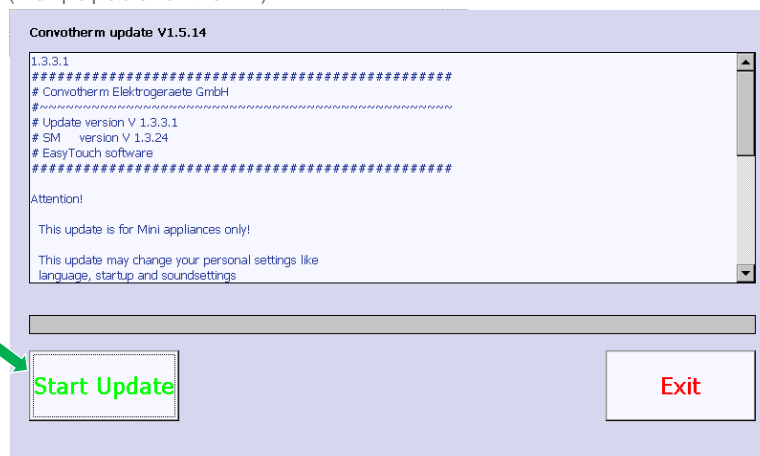 Convotherm update V1.5.14
1.3.3.1
################################################
# Convotherm Elektrogeraete GmbH
#~~~~~~~~~~~~~~~~~~~~~~~~~~~~~~~~~~~~~~~~~~~~~~~
# Update version V 1.3.3.1
# SM version V 1.3.24
# EasyTouch software
################################################
Attention!
This update is for Mini appliances only!
This update may change your personal settings like
language, startup and soundsettings
Start Update
Exit